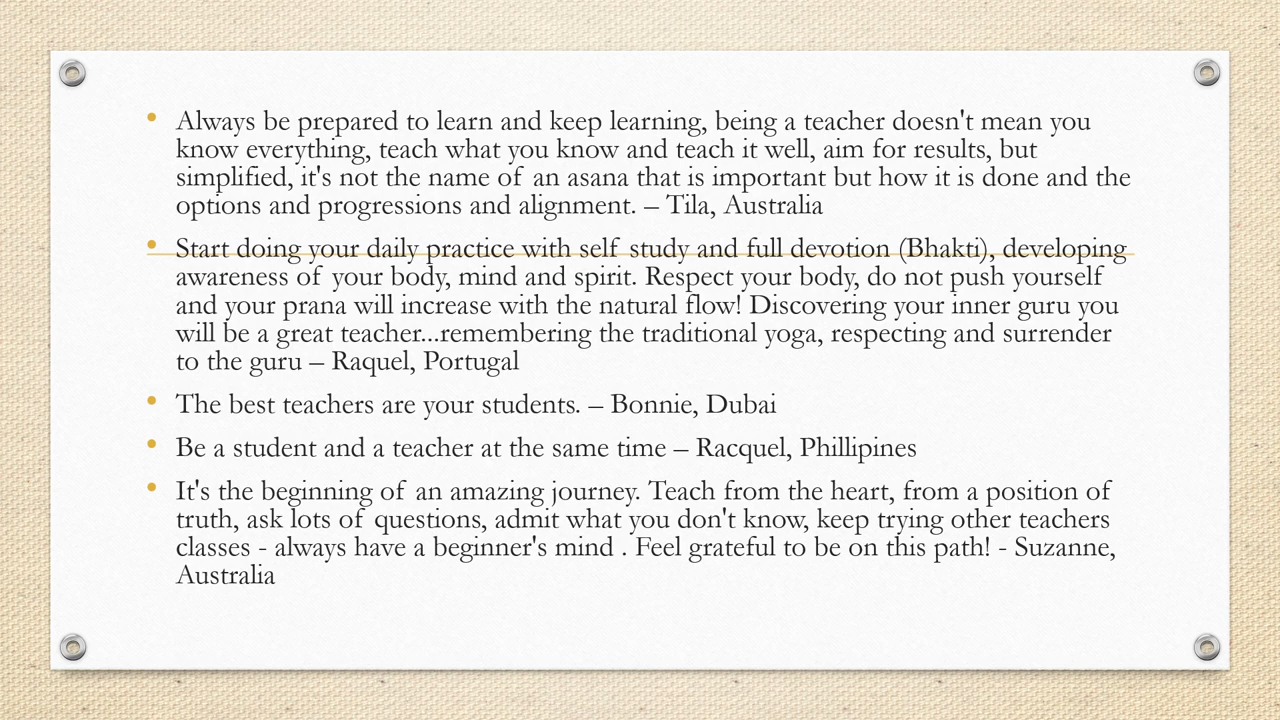 • Always be prepared to learn and keep learning, being a teacher doesn't mean you
know everything, teach what you know and teach it well, aim for results, but
simplified, it's not the name of an asana that is important but how it is done and the
options and progressions and alignment. – Tila, Australia
• Start doing your daily practice with self study and full devotion (Bhakti), developing
awareness of your body, mind and spirit. Respect your body, do not push yourself
and your prana will increase with the natural flow! Discovering your inner guru you
will be a great teacher...remembering the traditional yoga, respecting and surrender
to the guru – Raquel, Portugal
• The best teachers are your students. – Bonnie, Dubai
• Be a student and a teacher at the same time – Racquel, Phillipines
• It's the beginning of an amazing journey. Teach from the heart, from a position of
truth, ask lots of questions, admit what you don't know, keep trying other teachers
classes - always have a beginner's mind . Feel grateful to be on this path! - Suzanne,
Australia